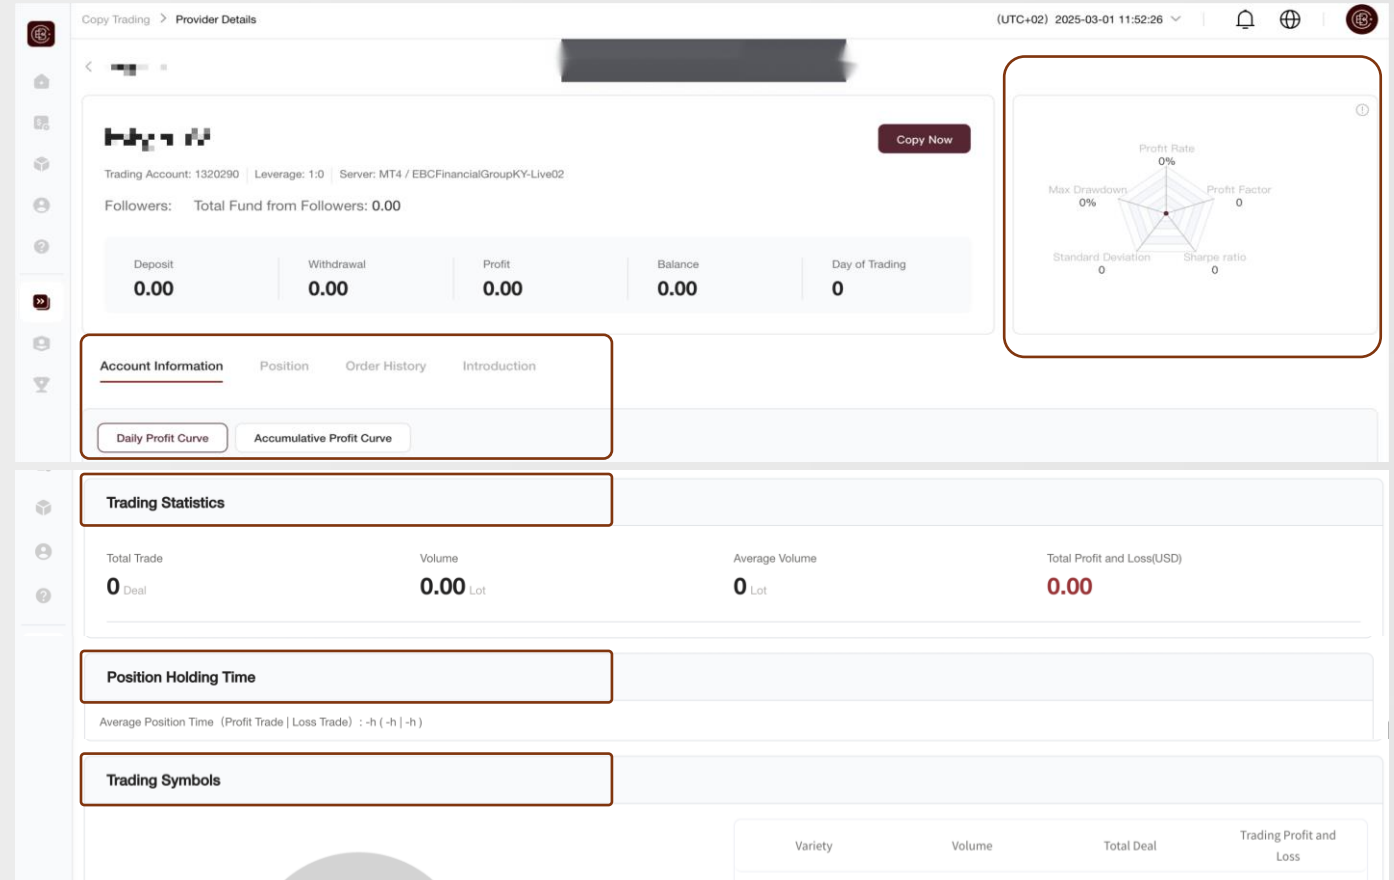 Copy Trading > Provider Details
(UTC+02) 2025-03-01 11:52:26
Copy Now
Trading Account: 1320290 | Leverage: 1:0 | Server: MT4 / EBCFinancialGroupKY-Live02
Followers: Total Fund from Followers: 0.00
Deposit Withdrawal Profit Balance Day of Trading
0.00 0.00 0.00 0.00 0
Profit Rate
0%
Max Drawdown Profit Factor
0% 0
Standard Deviation Sharpe ratio
0 0
Account Information Position Order History Introduction
Daily Profit Curve Accumulative Profit Curve
Trading Statistics
Total Trade Volume Average Volume Total Profit and Loss(USD)
0 Deal 0.00 Lot 0 Lot 0.00
Position Holding Time
Average Position Time（Profit Trade | Loss Trade）: -h ( -h | -h )
Trading Symbols
Variety Volume Total Deal Trading Profit and
Loss